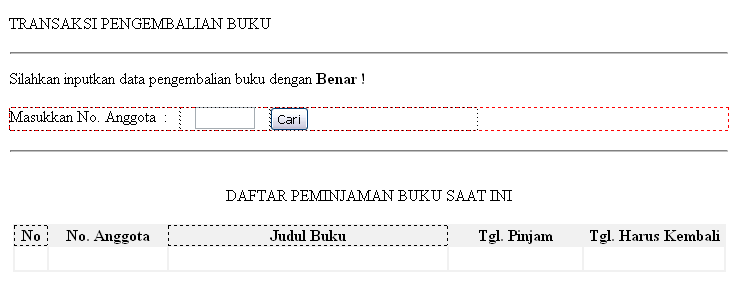 TRANSAKSI PENGEMBALIAN BUKU
Silahkan inputkan data pengembalian buku dengan Benar !
Masukkan No. Anggota : Cari
DAFTAR PEMINJAMAN BUKU SAAT INI
No No. Anggota Judul Buku Tgl. Pinjam Tgl. Harus Kembali